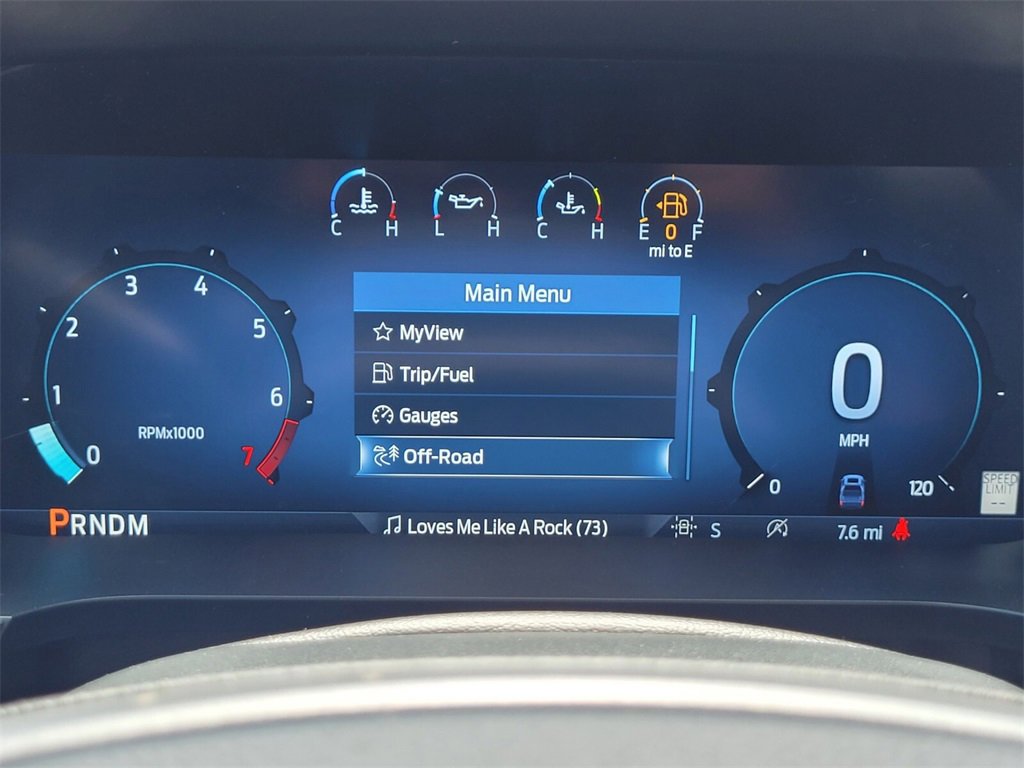 C H L H C H E 0 F
mi to E
Main Menu
MyView
Trip/Fuel
Gauges
Off-Road
0 1 2 3 4 5 6 7
RPMx1000
0
MPH
0 120
SPEED
LIMIT
--
PRNDM
Loves Me Like A Rock (73)
S
7.6 mi